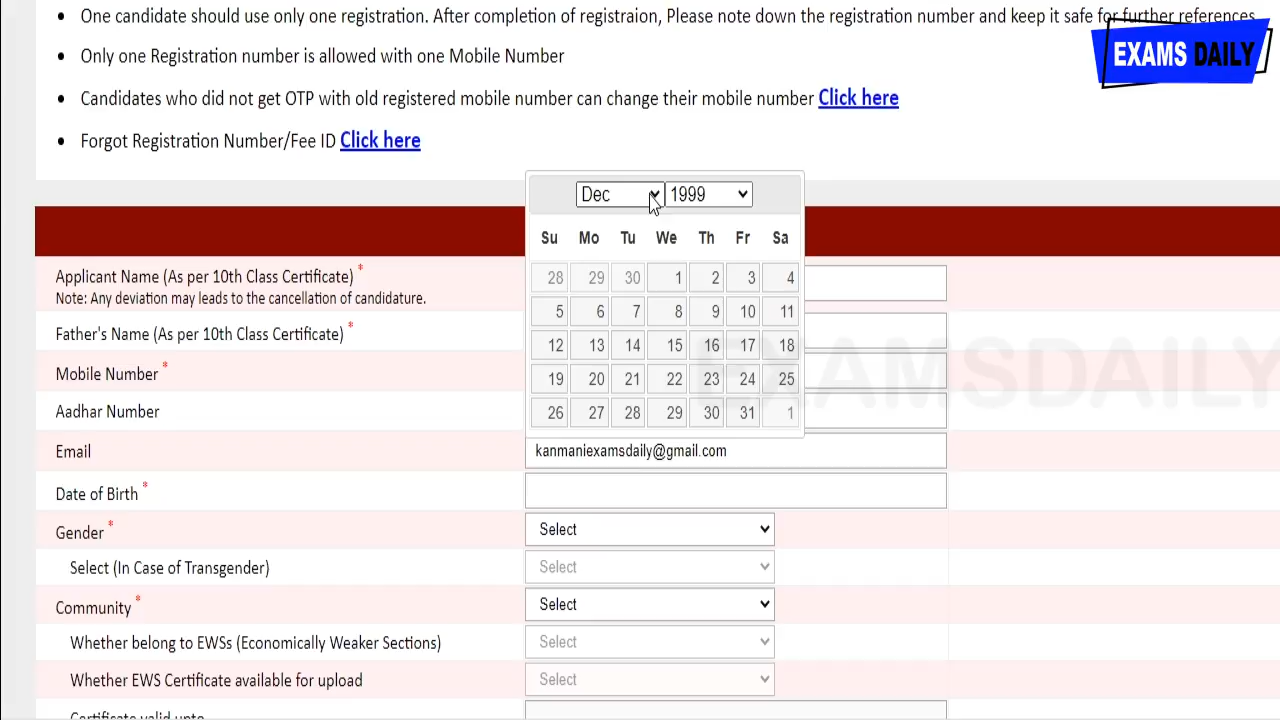 One candidate should use only one registration. After completion of registraion, Please note down the registration number and keep it safe for further references
Only one Registration number is allowed with one Mobile Number
Candidates who did not get OTP with old registered mobile number can change their mobile number Click here
Forgot Registration Number/Fee ID Click here
EXAMS DAILY
Dec 1999
Su Mo Tu We Th Fr Sa
28 29 30 1 2 3 4
5 6 7 8 9 10 11
12 13 14 15 16 17 18
19 20 21 22 23 24 25
26 27 28 29 30 31 1
Applicant Name (As per 10th Class Certificate) *
Note: Any deviation may leads to the cancellation of candidature.
Father's Name (As per 10th Class Certificate) *
EXAMSDAILY
Mobile Number *
Aadhar Number
Email kanmaniexamsdaily@gmail.com
Date of Birth *
Gender * Select
Select (In Case of Transgender) Select
Community * Select
Whether belong to EWSs (Economically Weaker Sections) Select
Whether EWS Certificate available for upload Select
Certificate valid upto